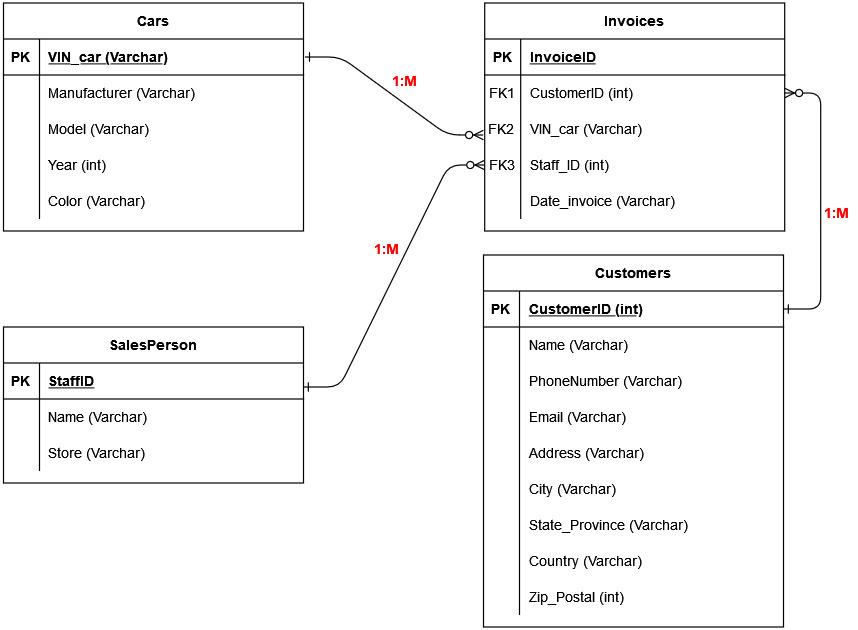 Cars
PK VIN_car (Varchar)
Manufacturer (Varchar)
Model (Varchar)
Year (int)
Color (Varchar)
1:M
Invoices
PK InvoiceID
FK1 CustomerID (int)
FK2 VIN_car (Varchar)
FK3 Staff_ID (int)
Date_invoice (Varchar)
1:M
1:M
SalesPerson
PK StaffID
Name (Varchar)
Store (Varchar)
Customers
PK CustomerID (int)
Name (Varchar)
PhoneNumber (Varchar)
Email (Varchar)
Address (Varchar)
City (Varchar)
State_Province (Varchar)
Country (Varchar)
Zip_Postal (int)